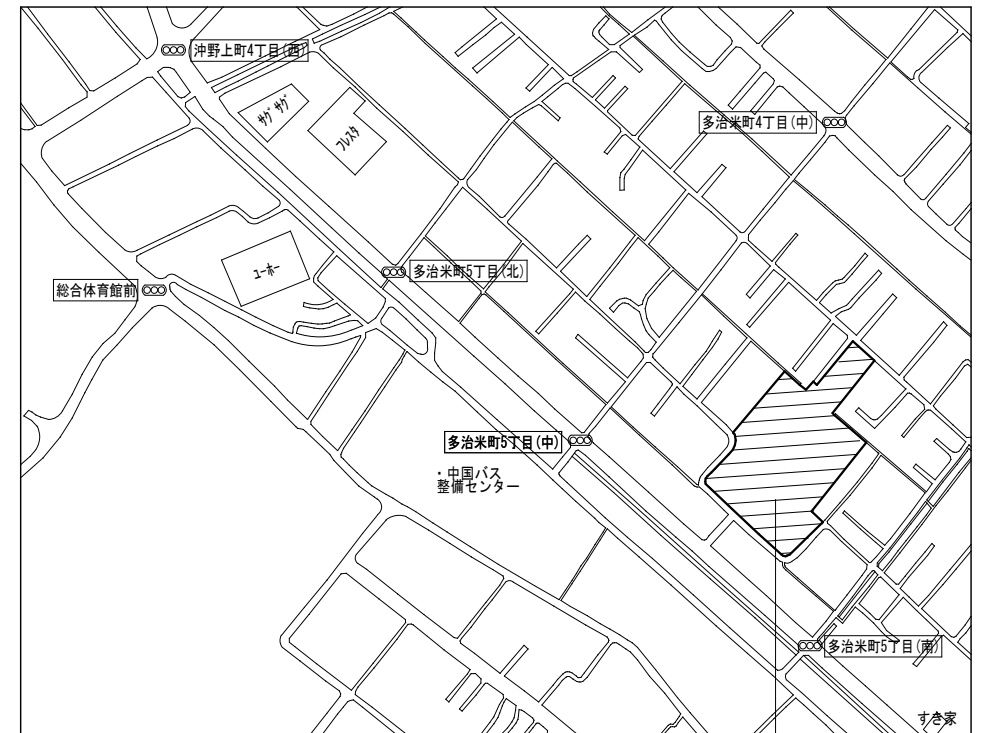 沖野上町4丁目(西)
ｻｸﾞｻｸﾞ
ﾌﾚｽﾀ
多治米町4丁目(中)
ﾕｰﾎｰ
多治米町5丁目(北)
総合体育館前
多治米町5丁目(中)
・中国バス
整備センター
多治米町5丁目(南)
すき家